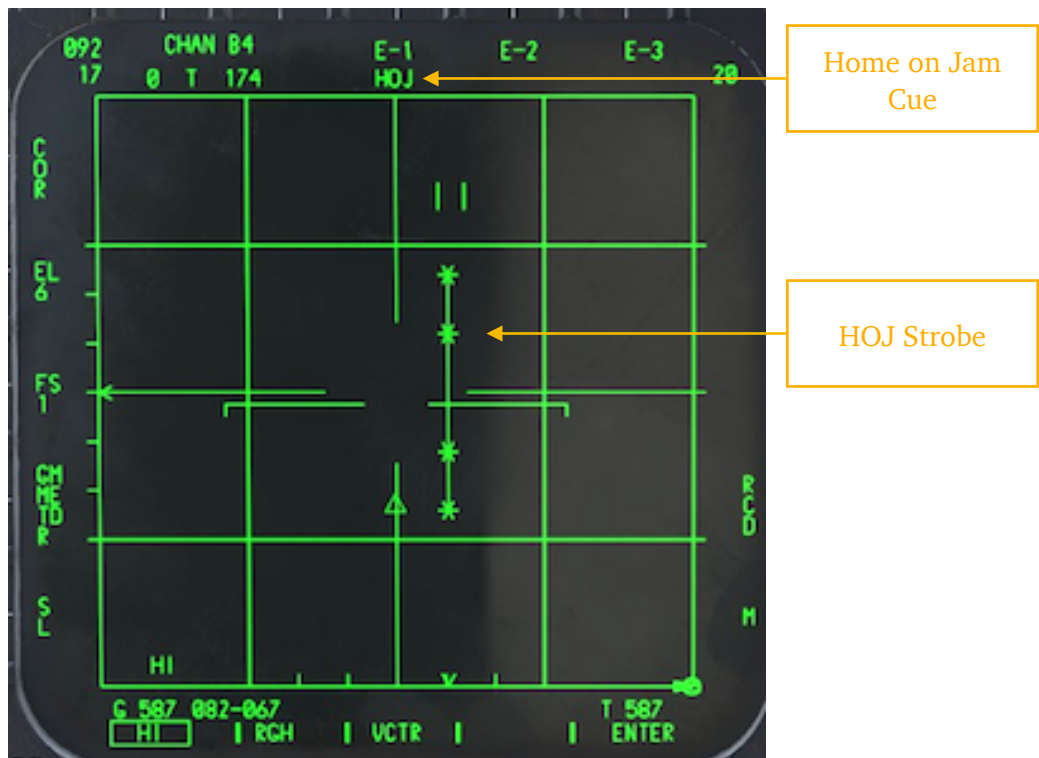 092 CHAN B4 E-1 E-2 E-3
17 0 T 174 HOJ 20
Home on Jam
Cue
COR
EL
6
HOJ Strobe
FS
1
CM
ME
TD
R
RCD
SL
M
HI
G 587 082-067 T 587
HI RGH VCTR ENTER